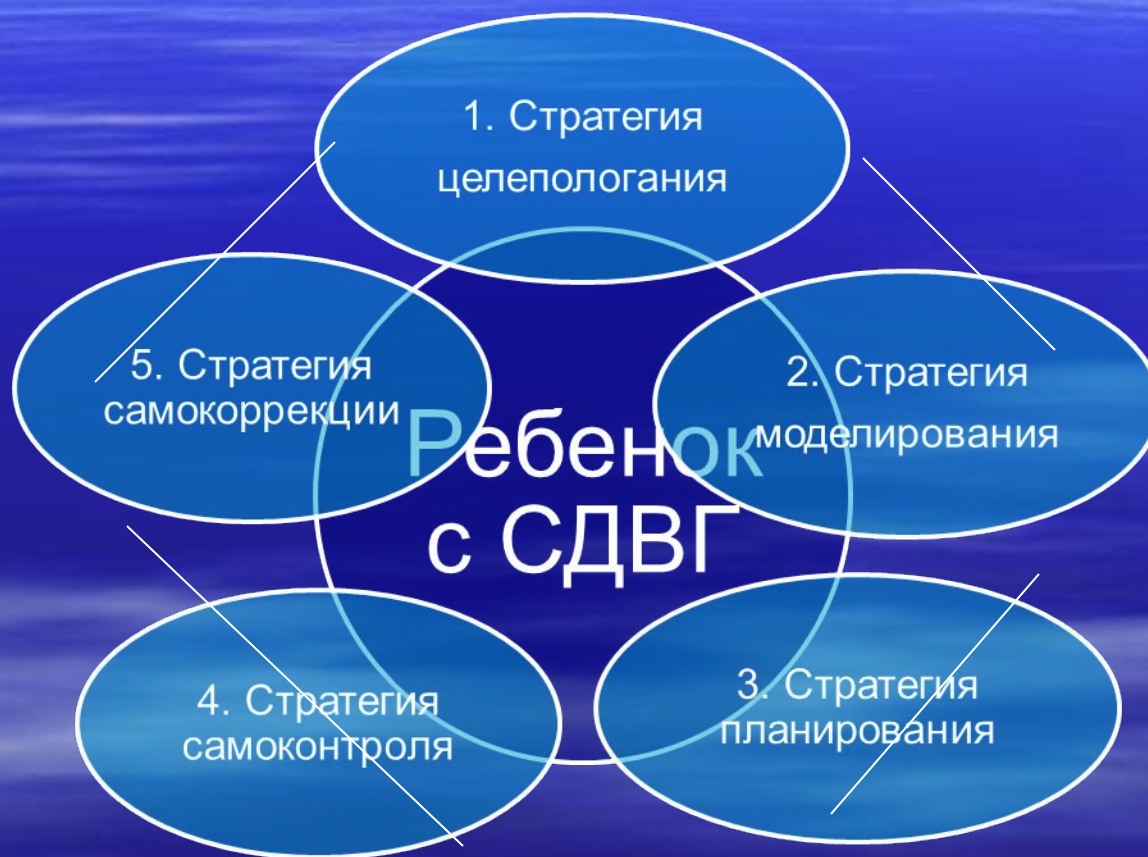 1. Стратегия
целепологания
2. Стратегия
моделирования
3. Стратегия
планирования
4. Стратегия
самоконтроля
5. Стратегия
самокоррекции
Ребенок
с СДВГ